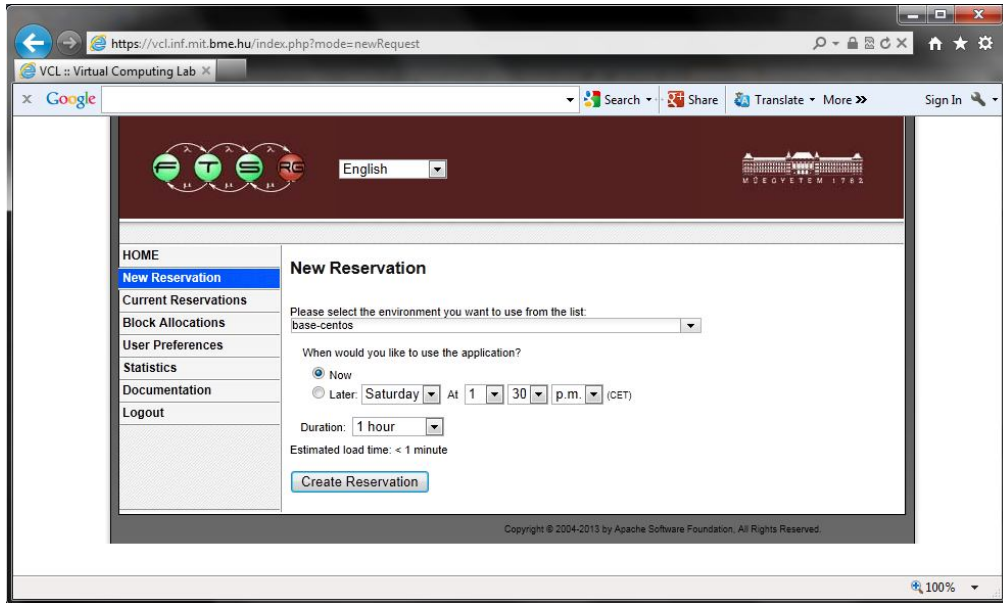 https://vcl.inf.mit.bme.hu/index.php?mode=newRequest
VCL :: Virtual Computing Lab
x Google Search Share Translate More >> Sign In
λ λ λ
F T S RG English
μ μ μ
MŰEGYETEM 1782
HOME
New Reservation
Current Reservations
Block Allocations
User Preferences
Statistics
Documentation
Logout
New Reservation
Please select the environment you want to use from the list:
base-centos
When would you like to use the application?
Now
Later: Saturday At 1 30 p.m. (CET)
Duration: 1 hour
Estimated load time: < 1 minute
Create Reservation
Copyright © 2004-2013 by Apache Software Foundation, All Rights Reserved.
100%